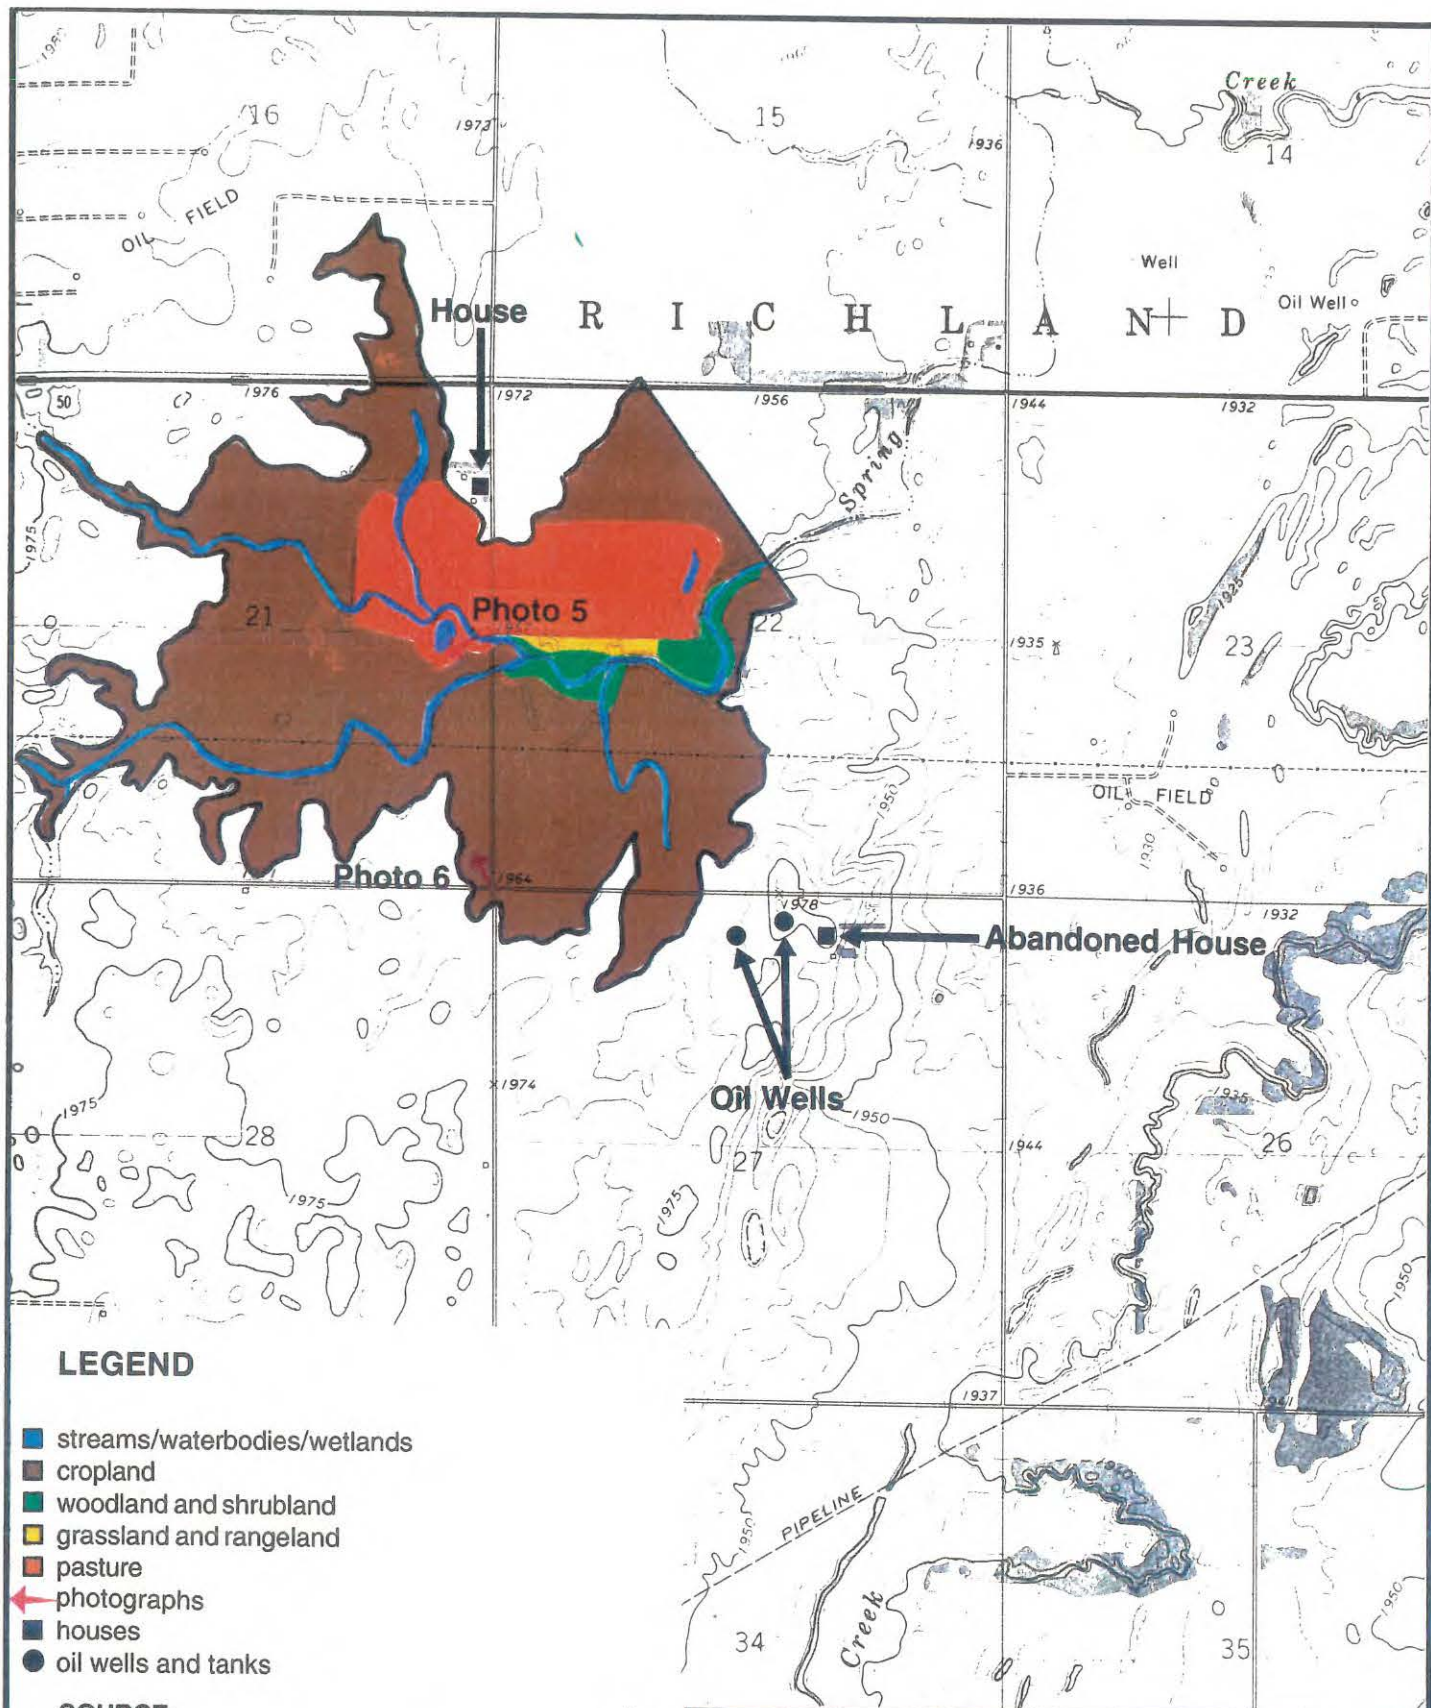 Creek
16
15
14
1973
1936
OIL FIELD
Well
House
RICHLAND
Oil Well
50
1976
1972
1956
1944
1932
Spring
1975
1925
21
Photo 5
22
1935
23
1950
OIL FIELD
1930
Photo 6
1964
1936
1978
1932
Abandoned House
1974
Oil Wells
1975
1950
1935
28
27
1944
26
1975
1975
1950
LEGEND
1937
streams/waterbodies/wetlands
cropland
woodland and shrubland
grassland and rangeland
pasture
photographs
houses
oil wells and tanks
PIPELINE
1950
1950
Creek
34
35